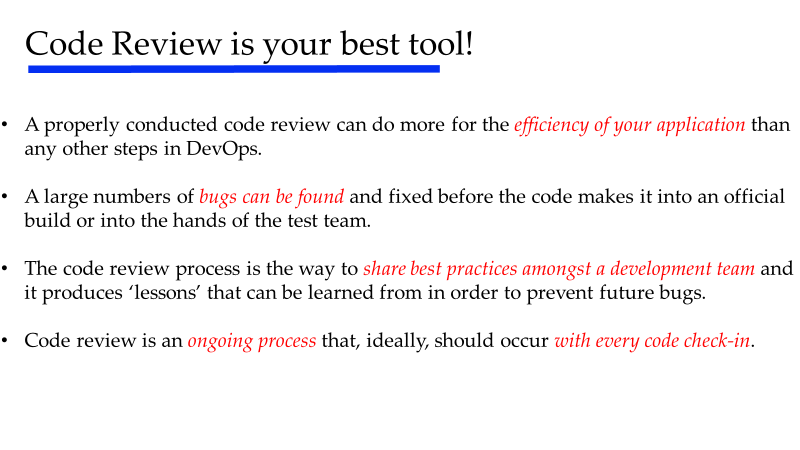 Code Review is your best tool!
• A properly conducted code review can do more for the efficiency of your application than
any other steps in DevOps.
• A large numbers of bugs can be found and fixed before the code makes it into an official
build or into the hands of the test team.
• The code review process is the way to share best practices amongst a development team and
it produces ‘lessons’ that can be learned from in order to prevent future bugs.
• Code review is an ongoing process that, ideally, should occur with every code check-in.